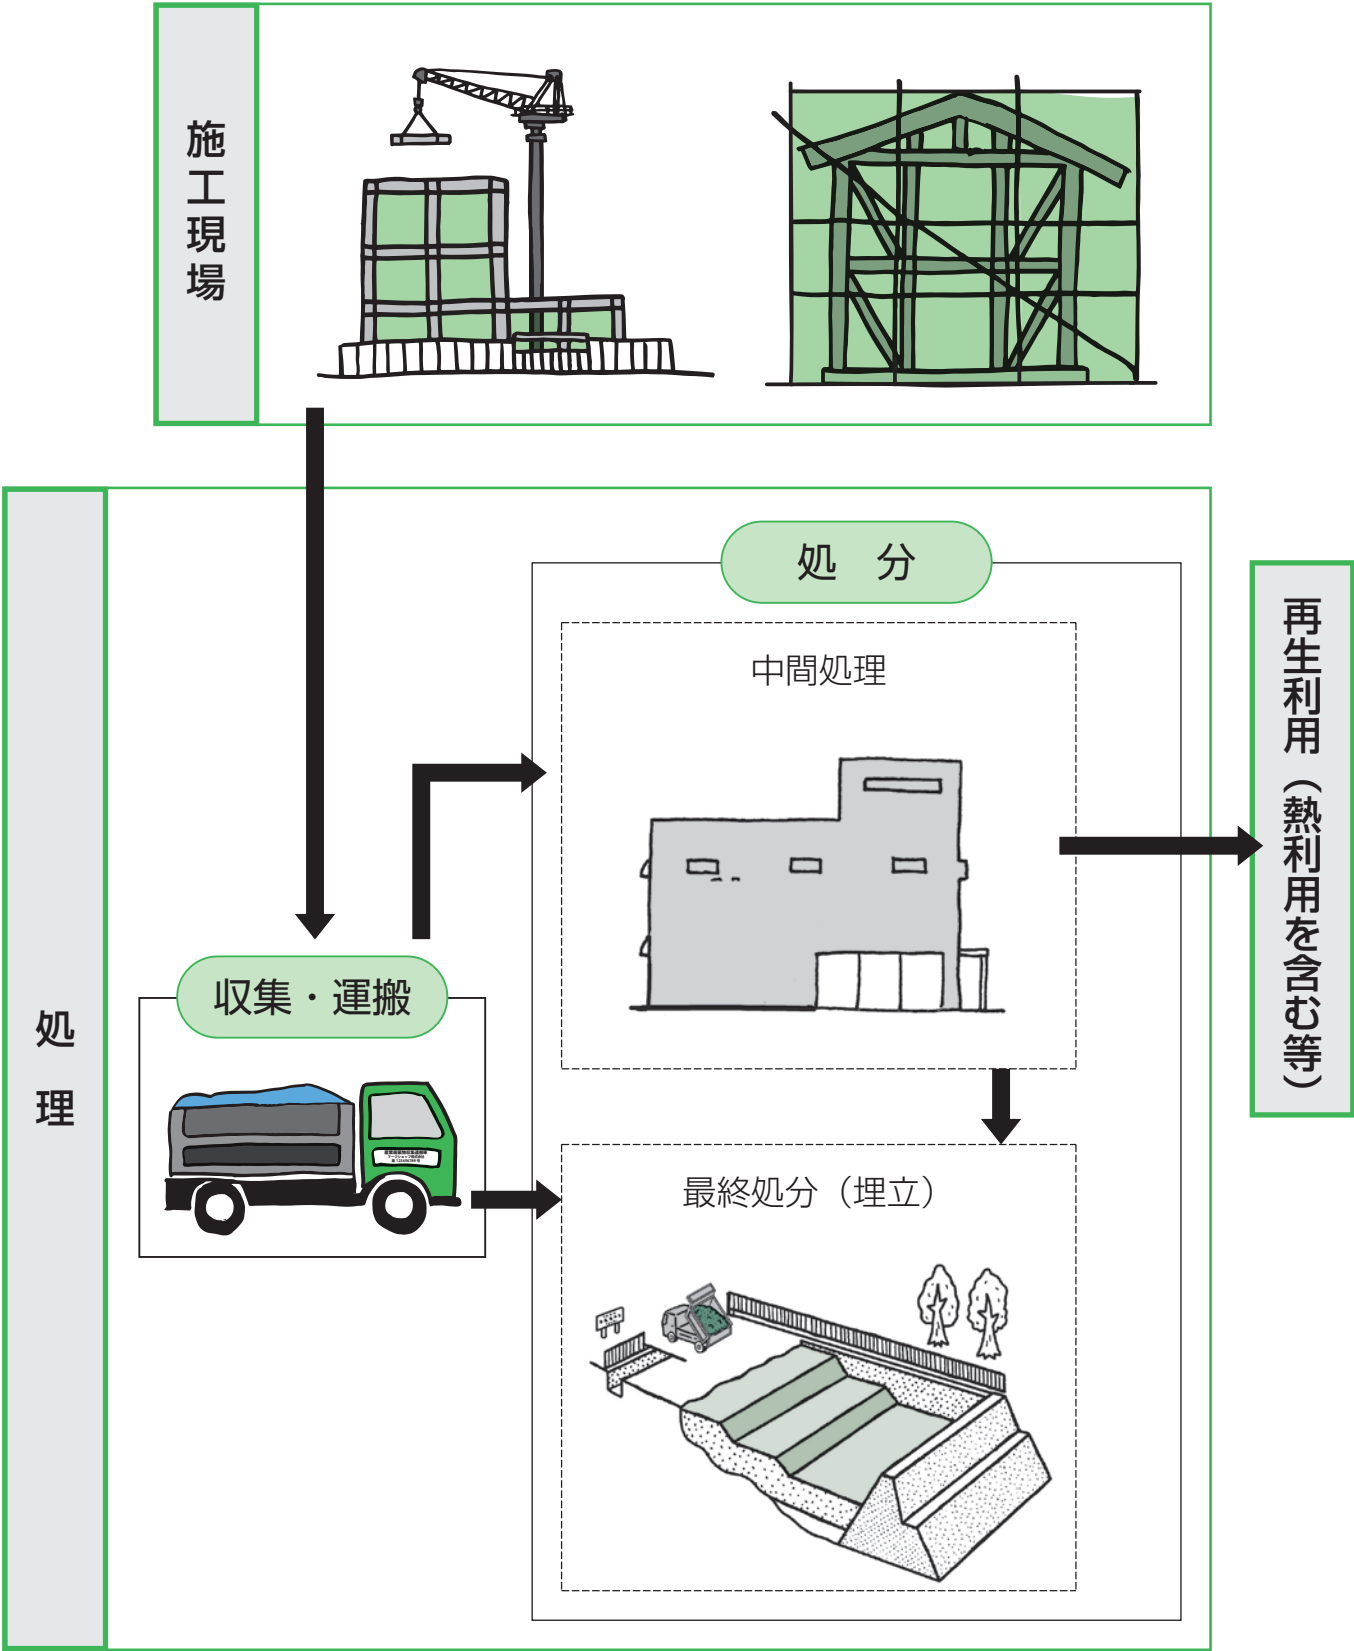 施工現場
処理
処 分
中間処理
再生利用（熱利用を含む等）
収集・運搬
最終処分（埋立）